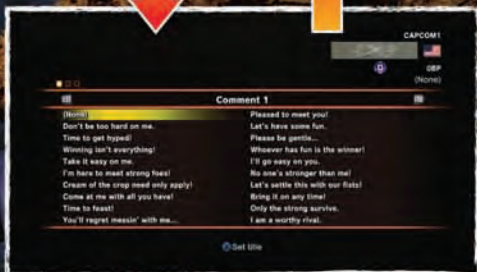 CAPCOM1
0BP
(None)
Comment 1
(None)
Don't be too hard on me.
Time to get hyped!
Winning isn't everything!
Take it easy on me.
I'm here to meet strong foes!
Cream of the crop need only apply!
Come at me with all you have!
Time to feast!
You'll regret messin' with me...
Pleased to meet you!
Let's have some fun.
Please be gentle...
Whoever has fun is the winner!
I'll go easy on you.
No one's stronger than me!
Let's settle this with our fists!
Bring it on any time!
Only the strong survive.
I am a worthy rival.
Set title